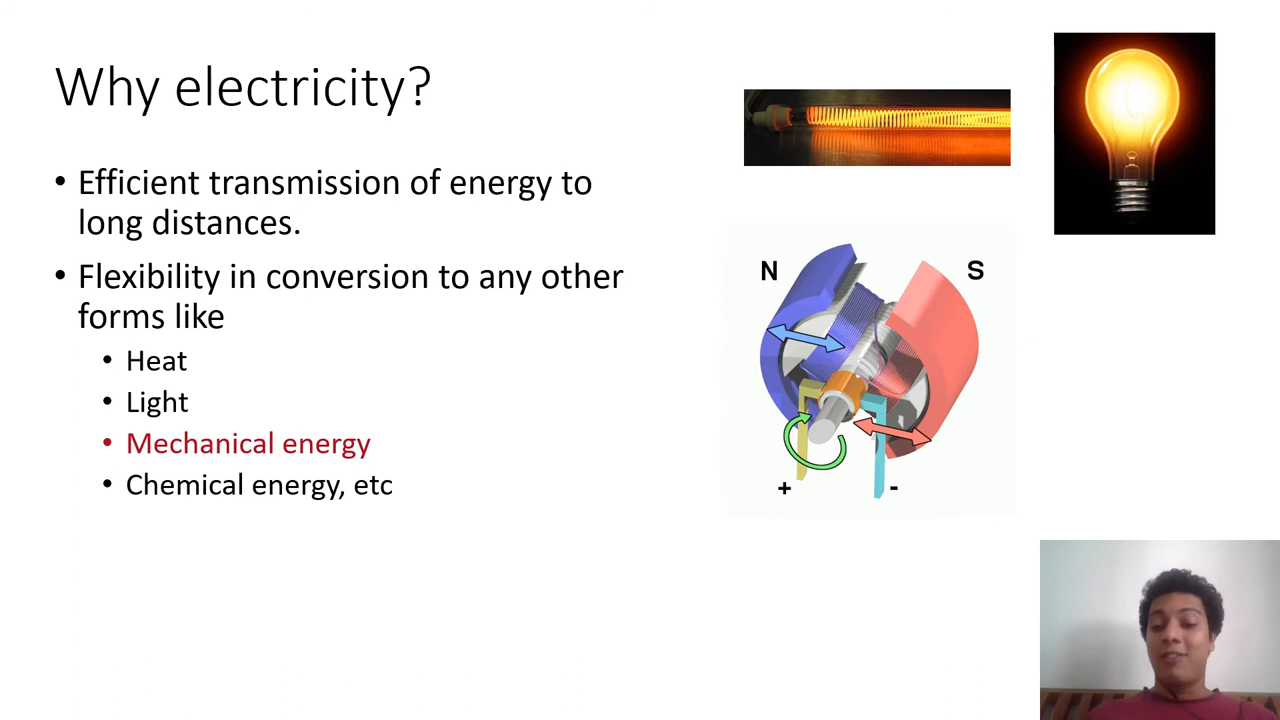 Why electricity?
• Efficient transmission of energy to
long distances.
• Flexibility in conversion to any other
forms like
• Heat
• Light
• Mechanical energy
• Chemical energy, etc
N
S
+
-